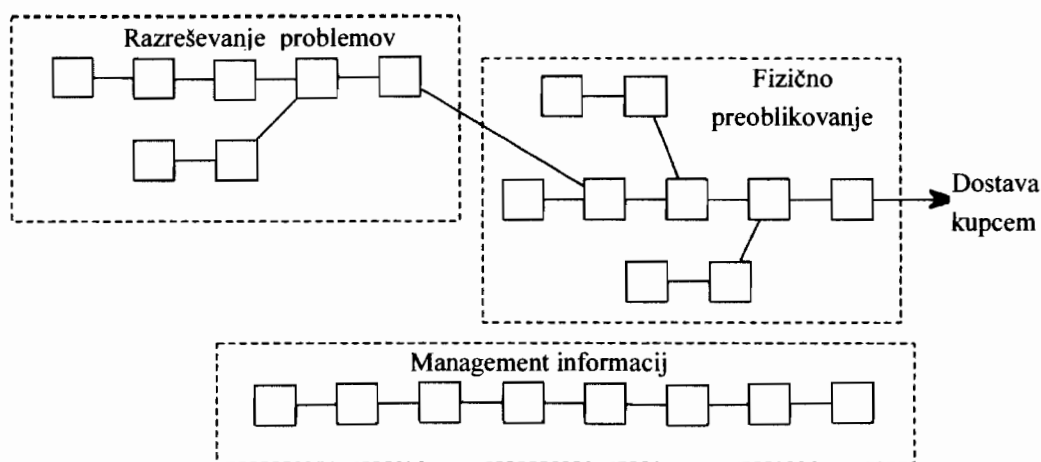 Razreševanje problemov
Fizično
preoblikovanje
Dostava
kupcem
Management informacij